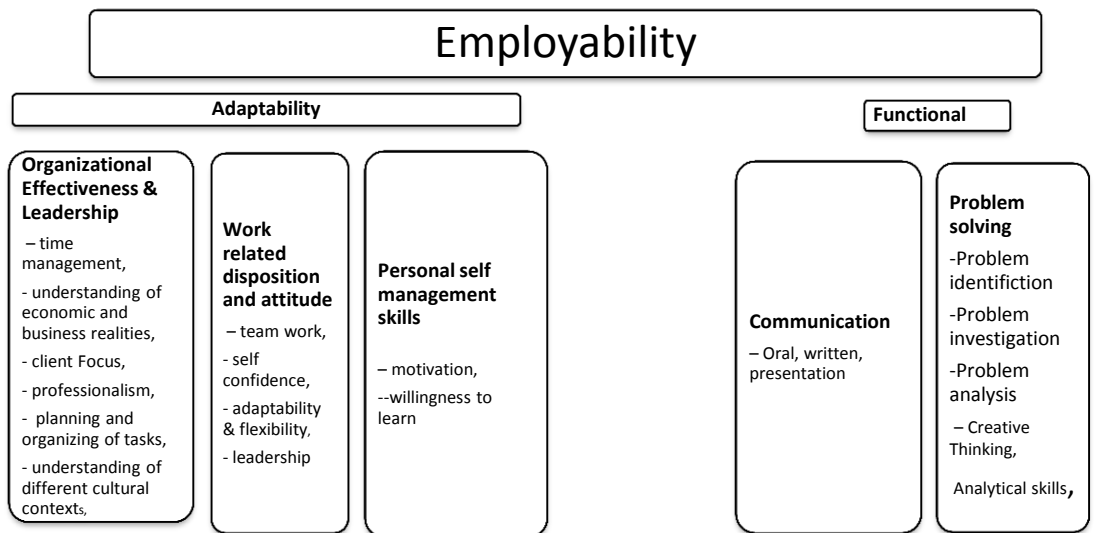 Employability
Adaptability
Functional
Organizational
Effectiveness &
Leadership
– time
management,
- understanding of
economic and
business realities,
- client Focus,
- professionalism,
- planning and
organizing of tasks,
- understanding of
different cultural
contexts,
Work
related
disposition
and attitude
– team work,
- self
confidence,
- adaptability
& flexibility,
- leadership
Personal self
management
skills
– motivation,
--willingness to
learn
Communication
– Oral, written,
presentation
Problem
solving
-Problem
identifiction
-Problem
investigation
-Problem
analysis
– Creative
Thinking,
Analytical skills,